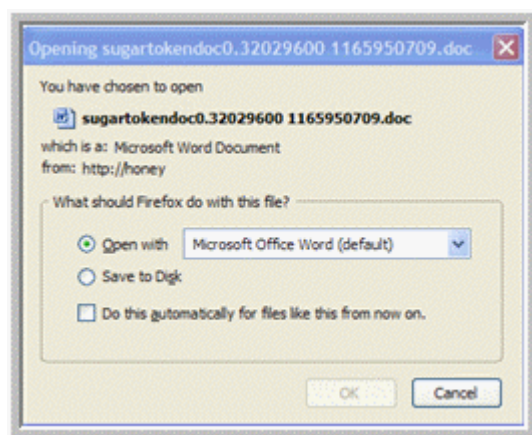 Opening sugartokendoc0.32029600 1165950709.doc
You have chosen to open
sugartokendoc0.32029600 1165950709.doc
which is a: Microsoft Word Document
from: http://honey
What should Firefox do with this file?
Open with Microsoft Office Word (default)
Save to Disk
Do this automatically for files like this from now on.
OK Cancel